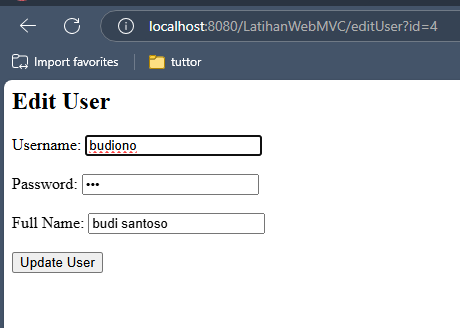 localhost:8080/LatihanWebMVC/editUser?id=4
Import favorites tuttor
Edit User
Username: budiono
Password: •••
Full Name: budi santoso
Update User